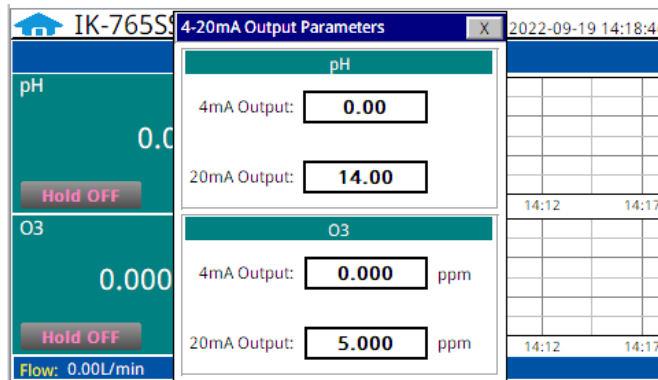 IK-765S
4-20mA Output Parameters
X
2022-09-19 14:18:4
pH
0.0
Hold OFF
O3
0.000
Hold OFF
Flow: 0.00L/min
pH
4mA Output: 0.00
20mA Output: 14.00
O3
4mA Output: 0.000 ppm
20mA Output: 5.000 ppm
14:12 14:17
14:12 14:17